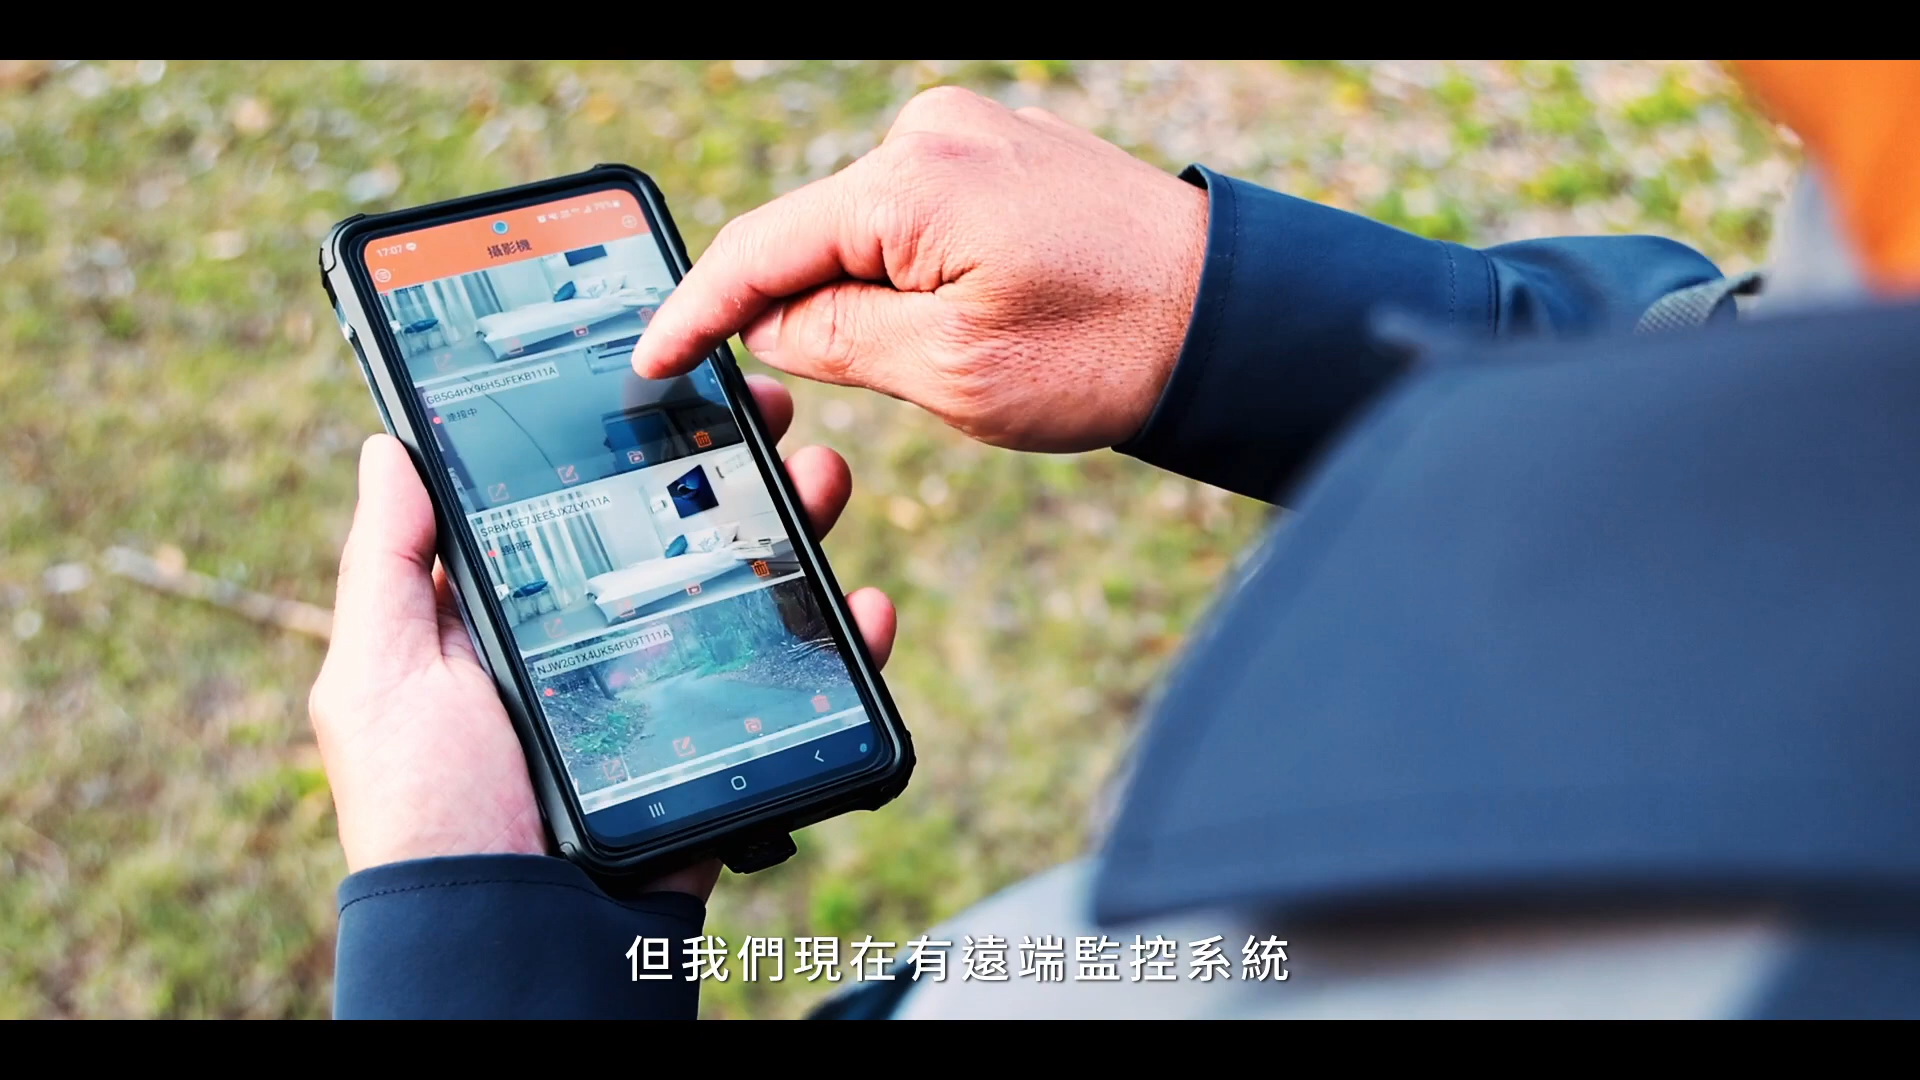 17:07
攝影機
GB5G4HX96H5JFEKB111A
連接中
SRBMGE7JEE5JXZLY111A
連接中
NJW2G1X4UK54FU9T111A
但我們現在有遠端監控系統